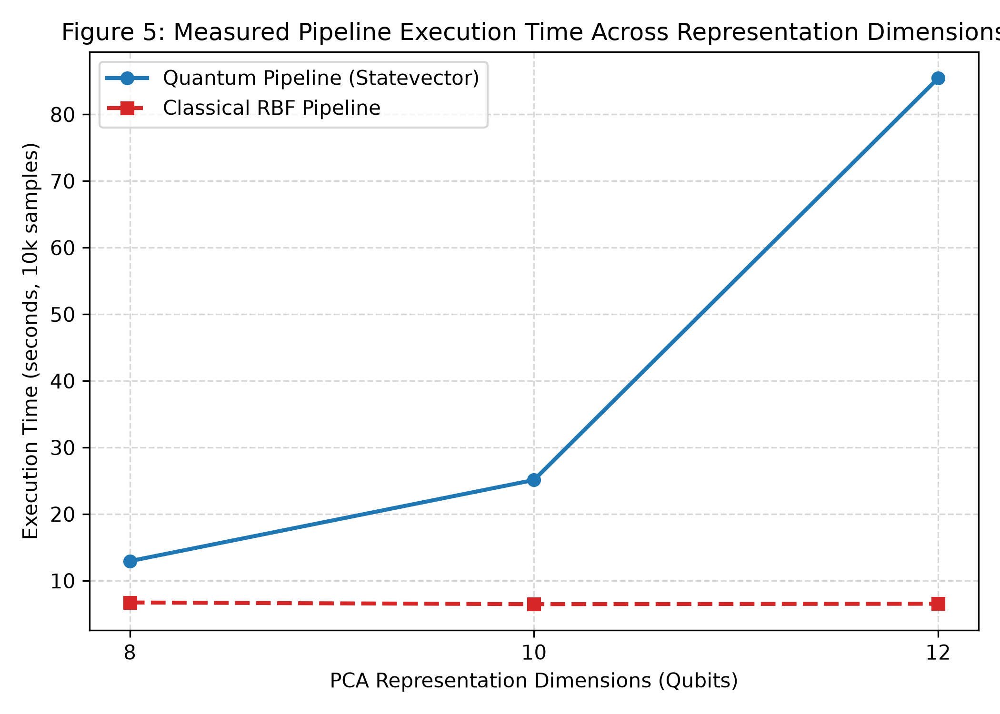 Figure 5: Measured Pipeline Execution Time Across Representation Dimensions
Quantum Pipeline (Statevector)
Classical RBF Pipeline
Execution Time (seconds, 10k samples)
80
70
60
50
40
30
20
10
8
10
12
PCA Representation Dimensions (Qubits)